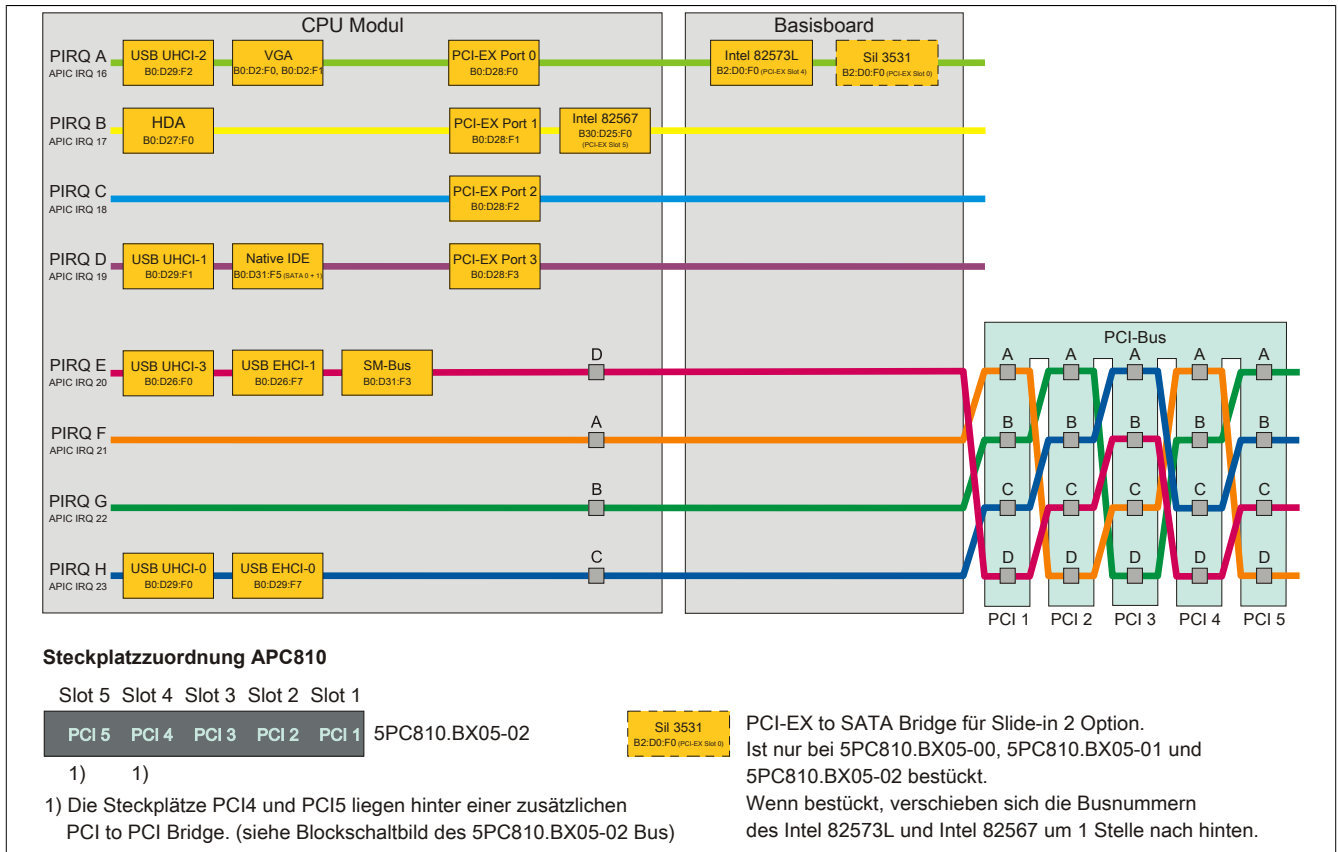 CPU Modul
Basisboard
PIRQ A
APIC IRQ 16
USB UHCI-2
B0:D29:F2
VGA
B0:D2:F0, B0:D2:F1
PCI-EX Port 0
B0:D28:F0
Intel 82573L
B2:D0:F0 (PCI-EX Slot 4)
Sil 3531
B2:D0:F0 (PCI-EX Slot 0)
PIRQ B
APIC IRQ 17
HDA
B0:D27:F0
PCI-EX Port 1
B0:D28:F1
Intel 82567
B30:D25:F0
(PCI-EX Slot 5)
PIRQ C
APIC IRQ 18
PCI-EX Port 2
B0:D28:F2
PIRQ D
APIC IRQ 19
USB UHCI-1
B0:D29:F1
Native IDE
B0:D31:F5 (SATA 0 + 1)
PCI-EX Port 3
B0:D28:F3
PCI-Bus
PIRQ E
APIC IRQ 20
USB UHCI-3
B0:D26:F0
USB EHCI-1
B0:D26:F7
SM-Bus
B0:D31:F3
D
A A A A A
PIRQ F
APIC IRQ 21
A
B B B B B
PIRQ G
APIC IRQ 22
B
C C C C C
PIRQ H
APIC IRQ 23
USB UHCI-0
B0:D29:F0
USB EHCI-0
B0:D29:F7
C
D D D D D
PCI 1 PCI 2 PCI 3 PCI 4 PCI 5
Steckplatzzuordnung APC810
Slot 5 Slot 4 Slot 3 Slot 2 Slot 1
PCI 5 PCI 4 PCI 3 PCI 2 PCI 1
5PC810.BX05-02
1) 1)
1) Die Steckplätze PCI4 und PCI5 liegen hinter einer zusätzlichen
PCI to PCI Bridge. (siehe Blockschaltbild des 5PC810.BX05-02 Bus)
Sil 3531
B2:D0:F0 (PCI-EX Slot 0)
PCI-EX to SATA Bridge für Slide-in 2 Option.
Ist nur bei 5PC810.BX05-00, 5PC810.BX05-01 und
5PC810.BX05-02 bestückt.
Wenn bestückt, verschieben sich die Busnummern
des Intel 82573L und Intel 82567 um 1 Stelle nach hinten.